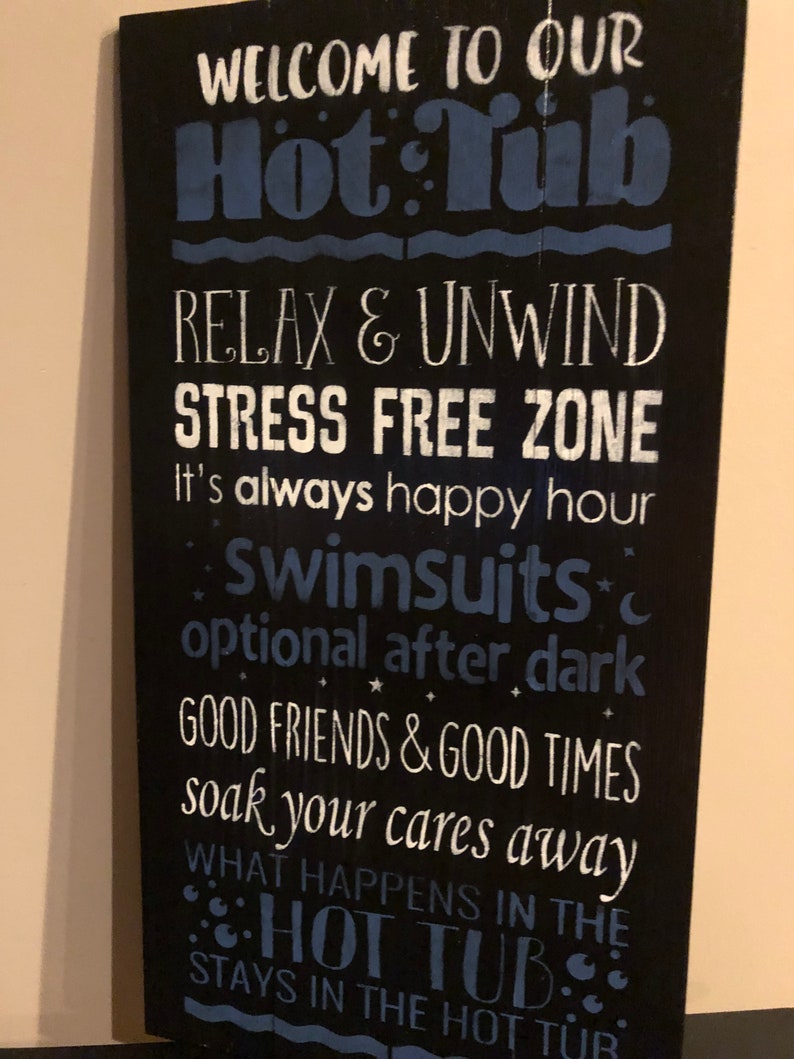 WELCOME TO OUR
Hot Tub
RELAX & UNWIND
STRESS FREE ZONE
It's always happy hour
swimsuits
optional after dark
GOOD FRIENDS & GOOD TIMES
soak your cares away
WHAT HAPPENS IN THE
HOT TUB
STAYS IN THE HOT TUB